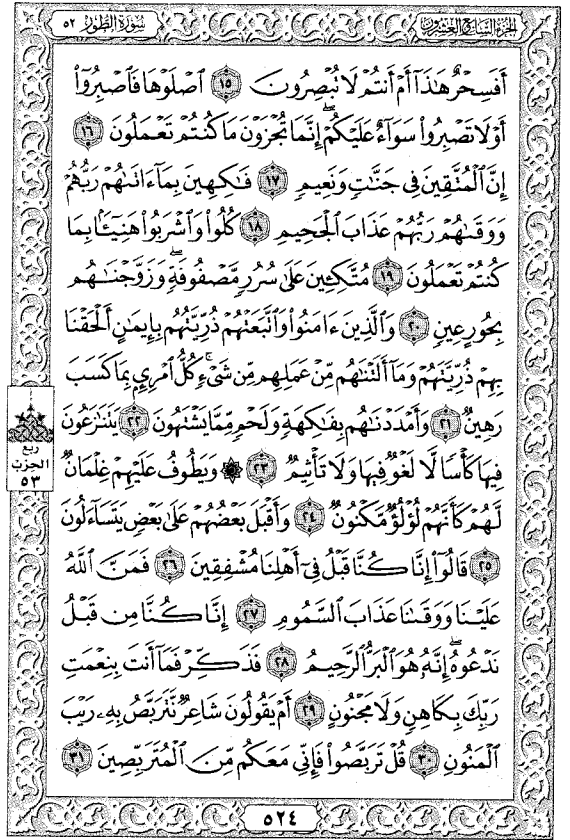 سورة الطور ٥٢
الجزء السابع والعشرون
أَفَسِحْرٌ هَٰذَآ أَمْ أَنتُمْ لَا تُبْصِرُونَ ١٥ ٱصْلَوْهَا فَٱصْبِرُوٓا۟
أَوْ لَا تَصْبِرُوا۟ سَوَآءٌ عَلَيْكُمْ ۖ إِنَّمَا تُجْزَوْنَ مَا كُنتُمْ تَعْمَلُونَ ١٦
إِنَّ ٱلْمُتَّقِينَ فِى جَنَّٰتٍ وَنَعِيمٍ ١٧ فَٰكِهِينَ بِمَآ ءَاتَىٰهُمْ رَبُّهُمْ
وَوَقَىٰهُمْ رَبُّهُمْ عَذَابَ ٱلْجَحِيمِ ١٨ كُلُوا۟ وَٱشْرَبُوا۟ هَنِيٓـًٔۢا بِمَا
كُنتُمْ تَعْمَلُونَ ١٩ مُتَّكِـِٔينَ عَلَىٰ سُرُرٍ مَّصْفُوفَةٍ ۖ وَزَوَّجْنَٰهُم
بِحُورٍ عِينٍ ٢٠ وَٱلَّذِينَ ءَامَنُوا۟ وَٱتَّبَعَتْهُمْ ذُرِّيَّتُهُم بِإِيمَٰنٍ أَلْحَقْنَا
بِهِمْ ذُرِّيَّتَهُمْ وَمَآ أَلَتْنَٰهُم مِّنْ عَمَلِهِم مِّن شَىْءٍ ۚ كُلُّ ٱمْرِئٍۭ بِمَا كَسَبَ
رَهِينٌ ٢١ وَأَمْدَدْنَٰهُم بِفَٰكِهَةٍ وَلَحْمٍ مِّمَّا يَشْتَهُونَ ٢٢ يَتَنَٰزَعُونَ
فِيهَا كَأْسًا لَّا لَغْوٌ فِيهَا وَلَا تَأْثِيمٌ ٢٣ ۞ وَيَطُوفُ عَلَيْهِمْ غِلْمَانٌ
لَّهُمْ كَأَنَّهُمْ لُؤْلُؤٌ مَّكْنُونٌ ٢٤ وَأَقْبَلَ بَعْضُهُمْ عَلَىٰ بَعْضٍ يَتَسَآءَلُونَ
٢٥ قَالُوٓا۟ إِنَّا كُنَّا قَبْلُ فِىٓ أَهْلِنَا مُشْفِقِينَ ٢٦ فَمَنَّ ٱللَّهُ
عَلَيْنَا وَوَقَىٰنَا عَذَابَ ٱلسَّمُومِ ٢٧ إِنَّا كُنَّا مِن قَبْلُ
نَدْعُوهُ ۖ إِنَّهُۥ هُوَ ٱلْبَرُّ ٱلرَّحِيمُ ٢٨ فَذَكِّرْ فَمَآ أَنتَ بِنِعْمَتِ
رَبِّكَ بِكَاهِنٍ وَلَا مَجْنُونٍ ٢٩ أَمْ يَقُولُونَ شَاعِرٌ نَّتَرَبَّصُ بِهِۦ رَيْبَ
ٱلْمَنُونِ ٣٠ قُلْ تَرَبَّصُوا۟ فَإِنِّى مَعَكُم مِّنَ ٱلْمُتَرَبِّصِينَ ٣١
ربع
الحزب
٥٣
٥٢٤